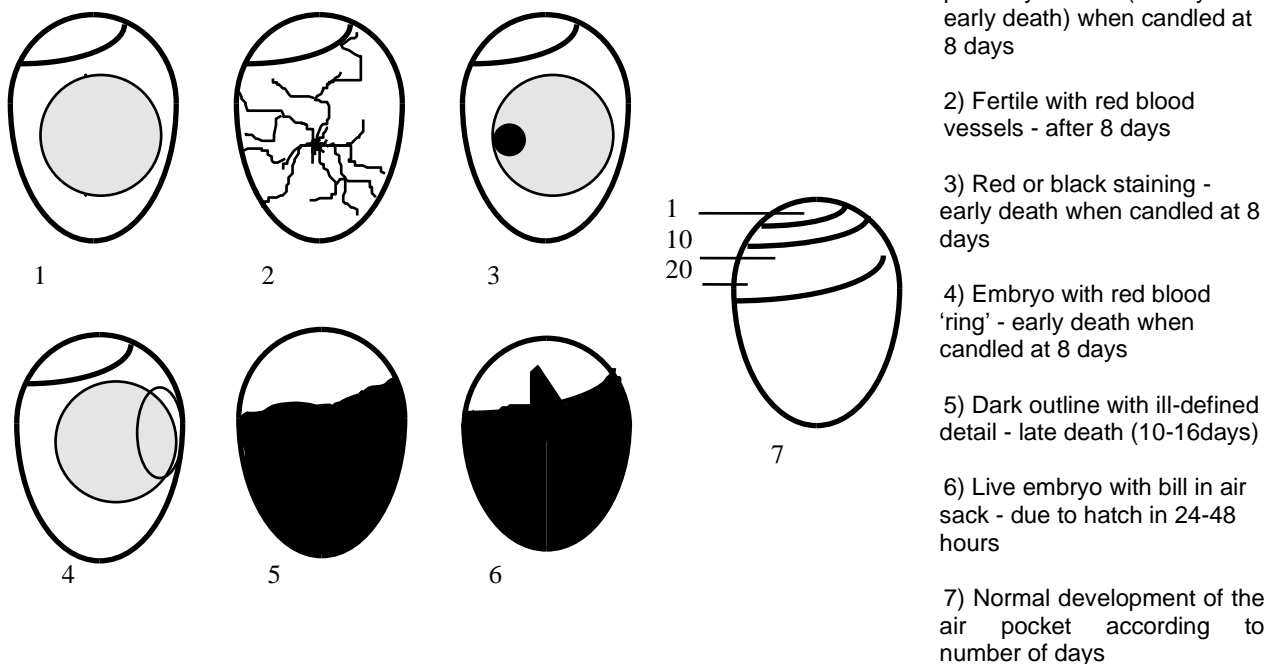 1 2 3
4 5 6
1
10
20
7
early death) when candled at
8 days
2) Fertile with red blood
vessels - after 8 days
3) Red or black staining -
early death when candled at 8
days
4) Embryo with red blood
‘ring’ - early death when
candled at 8 days
5) Dark outline with ill-defined
detail - late death (10-16days)
6) Live embryo with bill in air
sack - due to hatch in 24-48
hours
7) Normal development of the
air pocket according to
number of days